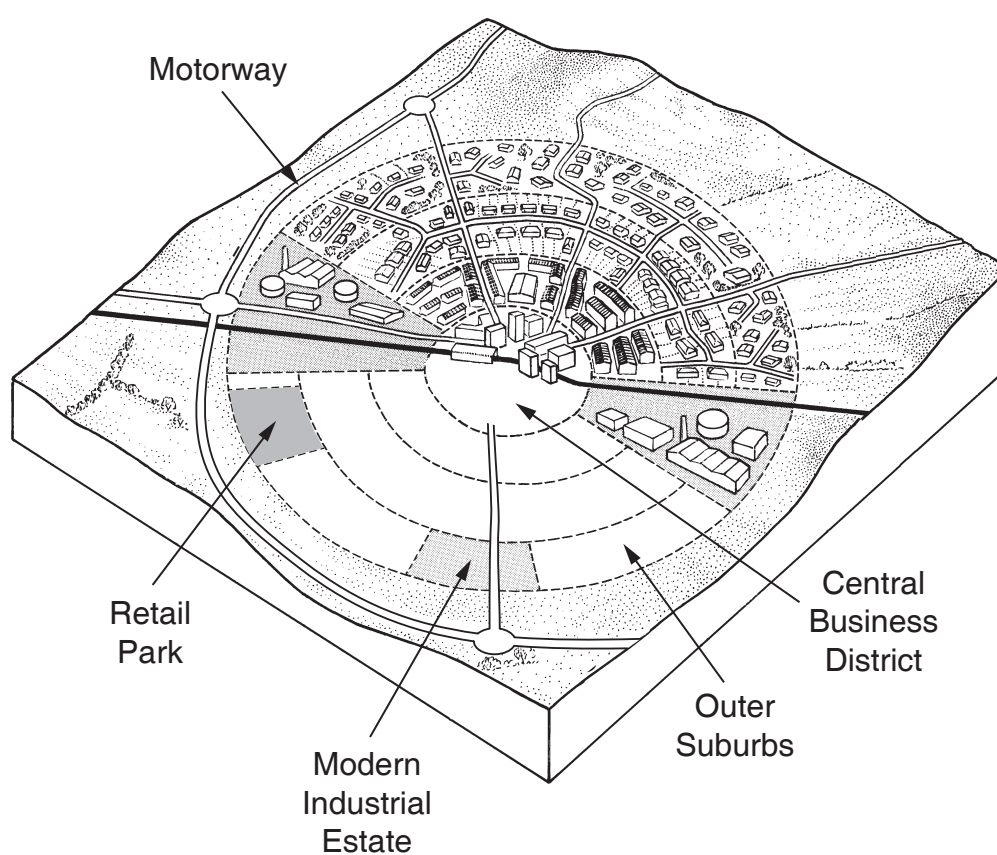 Motorway
Retail
Park
Modern
Industrial
Estate
Outer
Suburbs
Central
Business
District